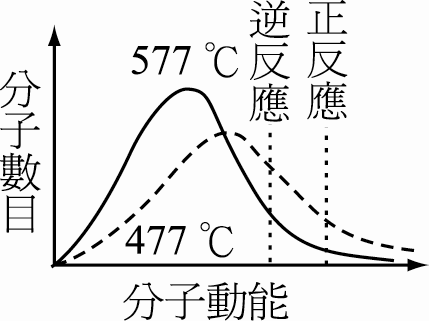 逆反應
正反應
577 ℃
分子數目
477 ℃
分子動能